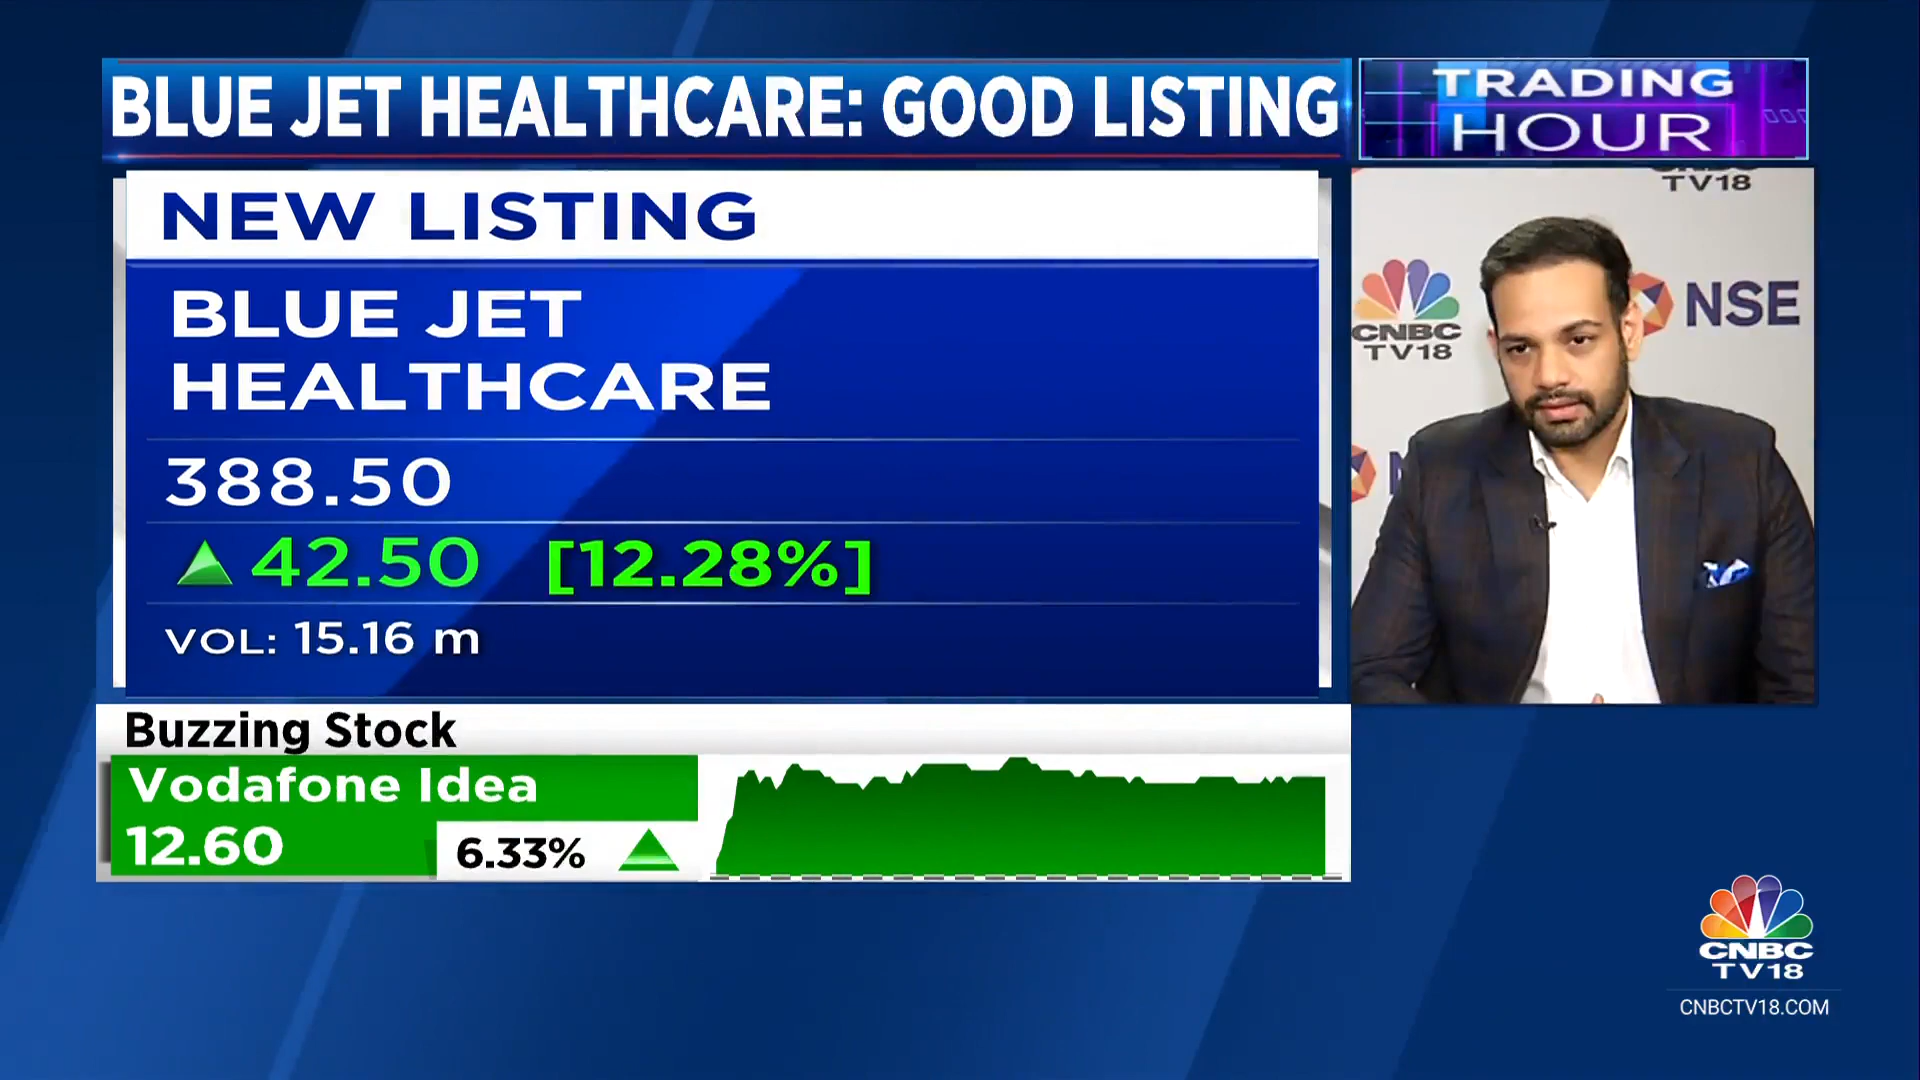 BLUE JET HEALTHCARE: GOOD LISTING
TRADING
HOUR
NEW LISTING
BLUE JET
HEALTHCARE
388.50
42.50 [12.28%]
VOL: 15.16 m
TV18
CNBC
TV18
NSE
Buzzing Stock
Vodafone Idea
12.60
6.33%
CNBC
TV18
CNBCTV18.COM